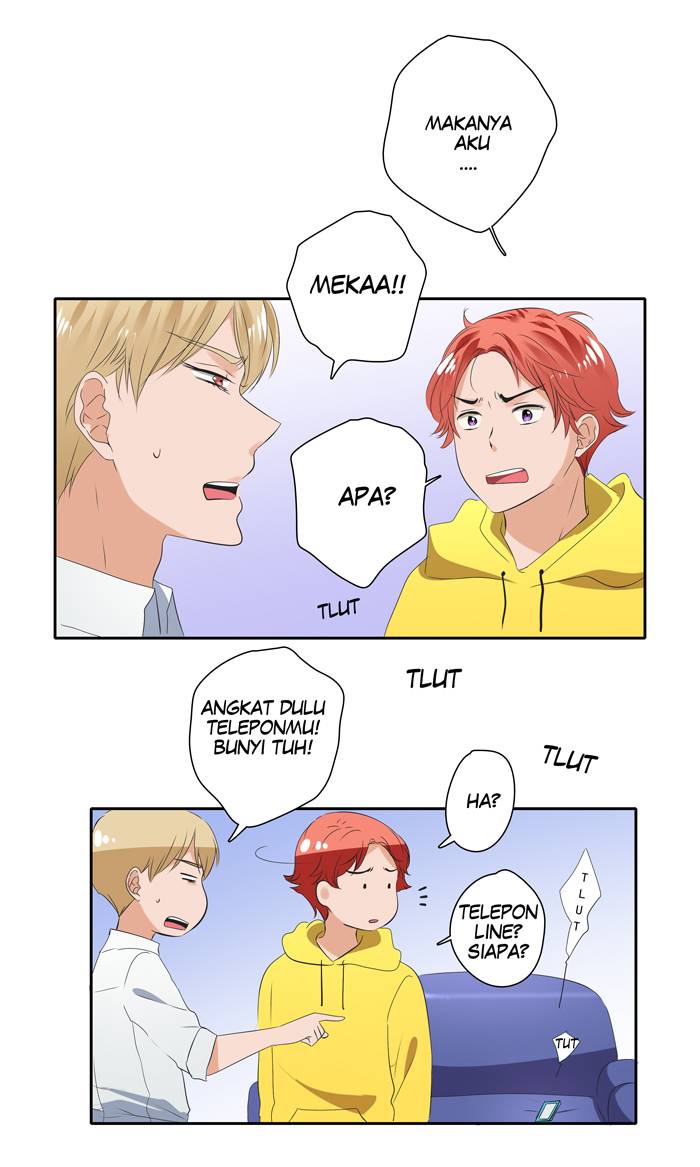 MAKANYA
AKU
....
MEKAA!!
APA?
TLUT
TLUT
ANGKAT DULU
TELEPONMU!
BUNYI TUH!
TLUT
HA?
TELEPON
LINE?
SIAPA?
TLUT
TUT